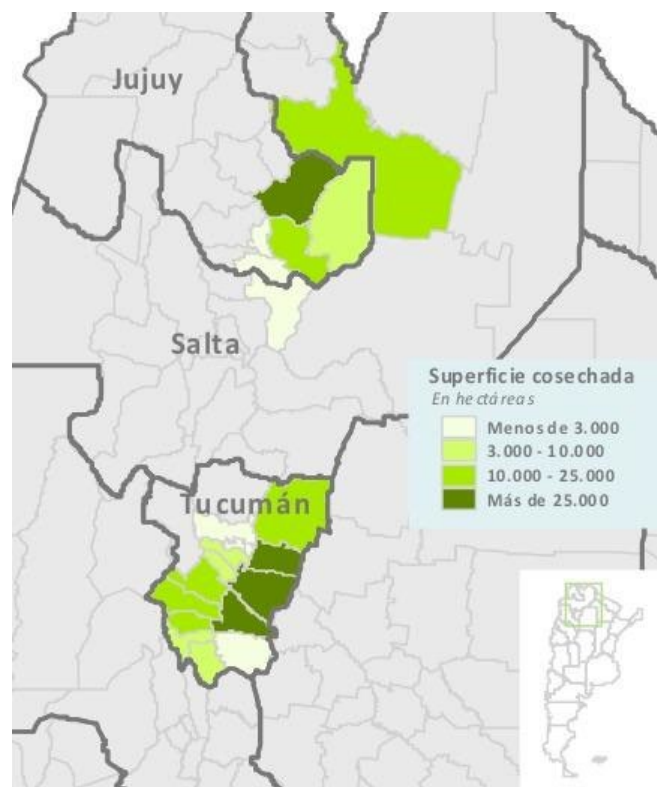 Jujuy
Salta
Superficie cosechada
En hectáreas
Menos de 3.000
3.000 - 10.000
10.000 - 25.000
Más de 25.000
Tucumán